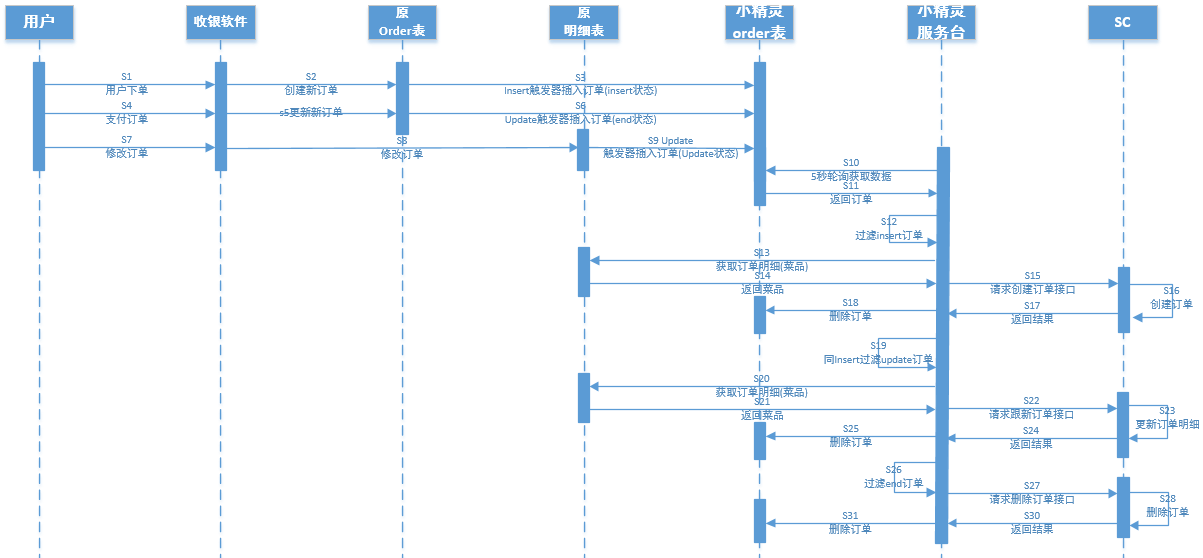 用户
收银软件
原
Order表
原
明细表
小精灵
order表
小精灵
服务台
SC
S1
用户下单
S2
创建新订单
S3
Insert触发器插入订单(insert状态)
S4
支付订单
s5更新新订单
S6
Update触发器插入订单(end状态)
S7
修改订单
S8
修改订单
S9 Update
触发器插入订单(Update状态)
S10
5秒轮询获取数据
S11
返回订单
S12
过滤insert订单
S13
获取订单明细(菜品)
S14
返回菜品
S15
请求创建订单接口
S16
创建订单
S17
返回结果
S18
删除订单
S19
同Insert过滤update订单
S20
获取订单明细(菜品)
S21
返回菜品
S22
请求跟新订单接口
S23
更新订单明细
S24
返回结果
S25
删除订单
S26
过滤end订单
S27
请求删除订单接口
S28
删除订单
S30
返回结果
S31
删除订单